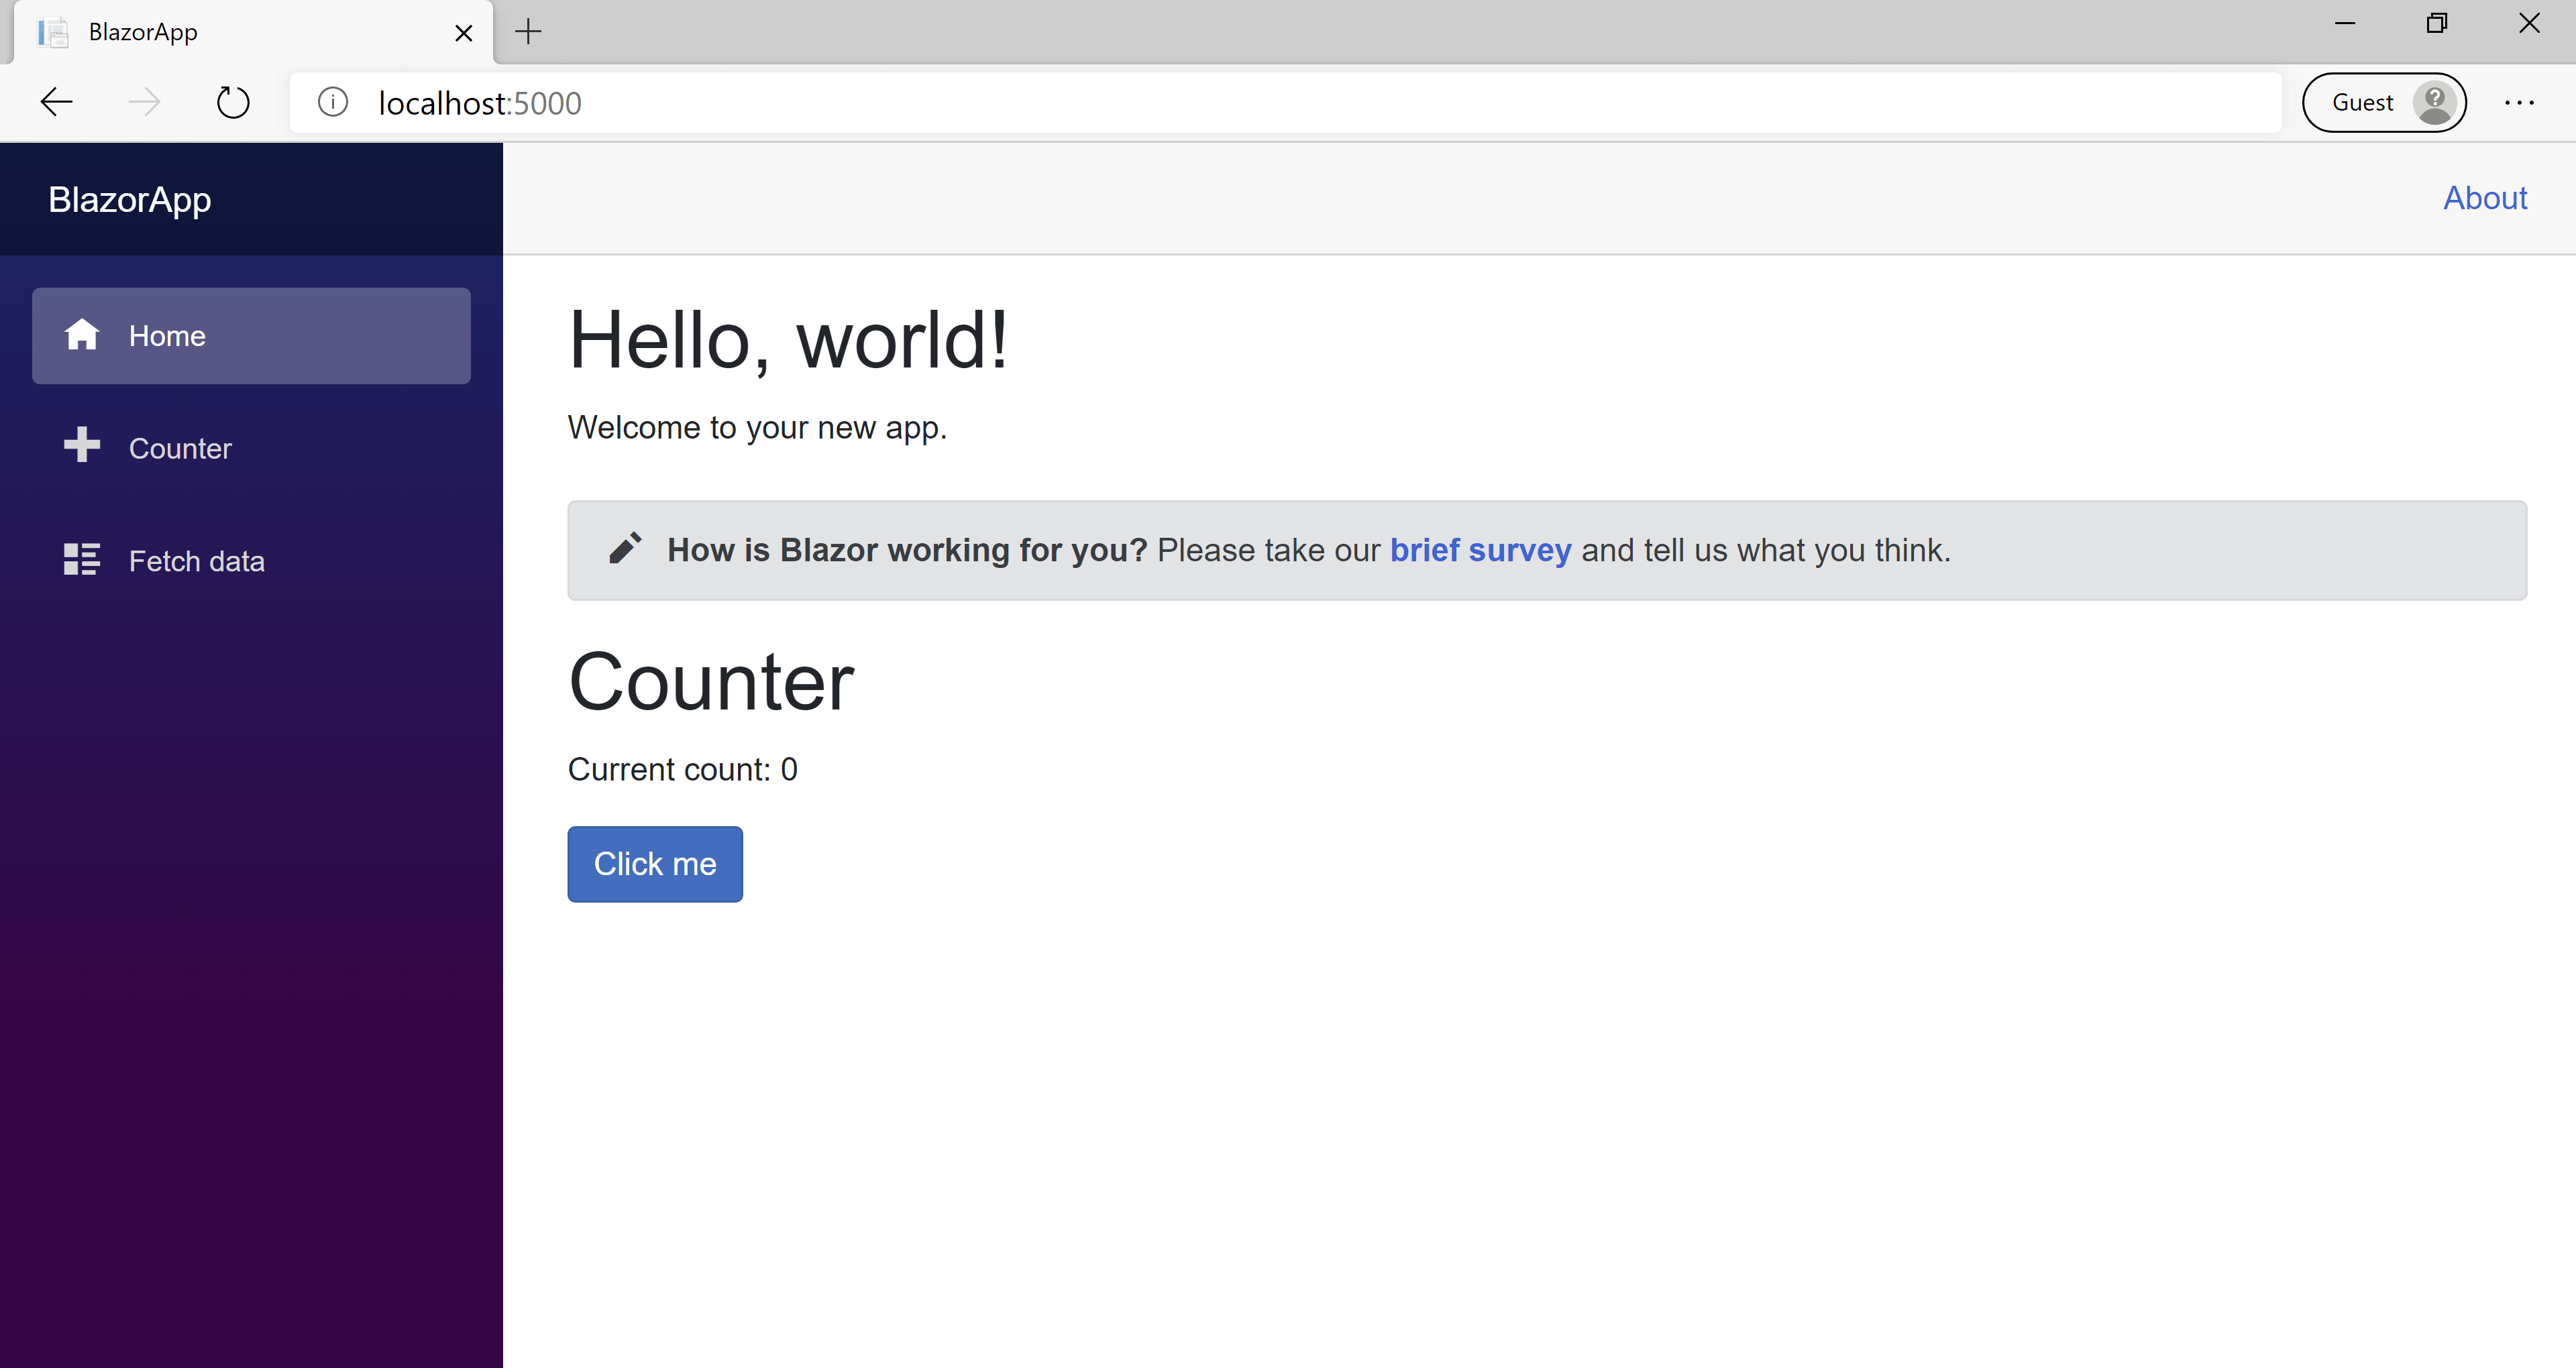 BlazorApp
localhost:5000
Guest
BlazorApp
About
Home
Counter
Fetch data
Hello, world!
Welcome to your new app.
How is Blazor working for you? Please take our brief survey and tell us what you think.
Counter
Current count: 0
Click me